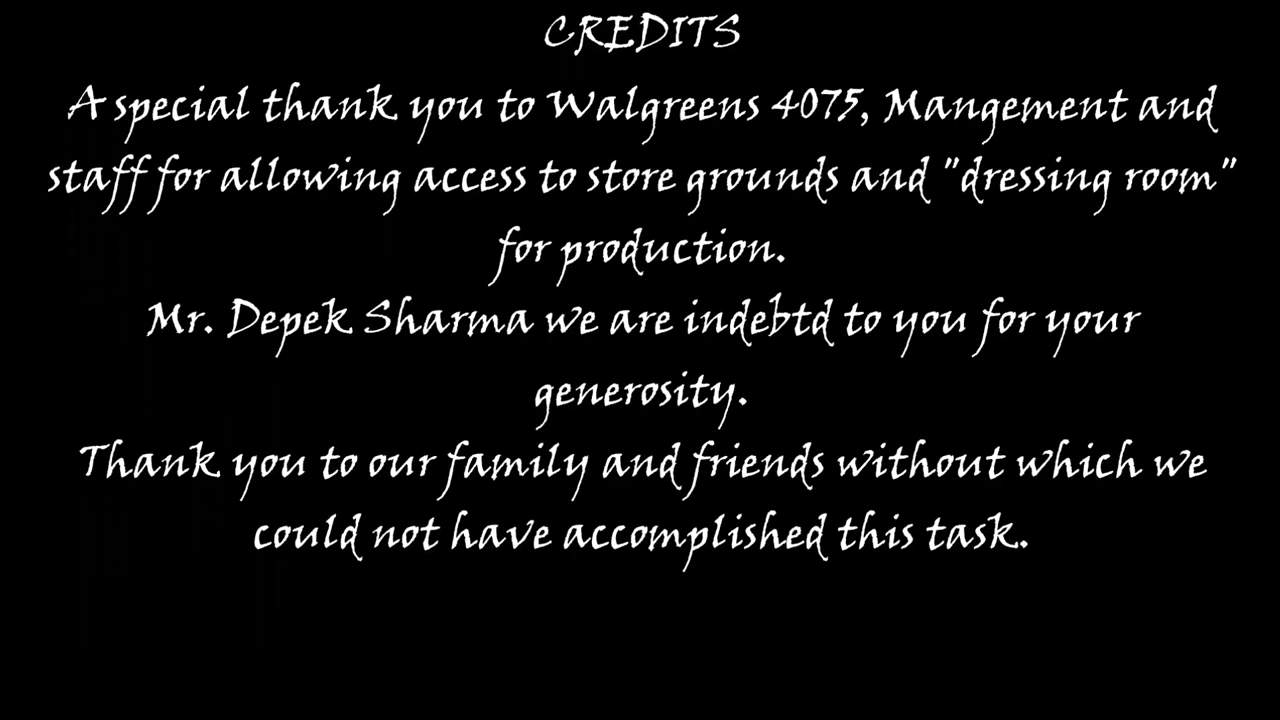 CREDITS
A special thank you to Walgreens 4075, Mangement and
staff for allowing access to store grounds and "dressing room"
for production.
Mr. Depek Sharma we are indebtd to you for your
generosity.
Thank you to our family and friends without which we
could not have accomplished this task.